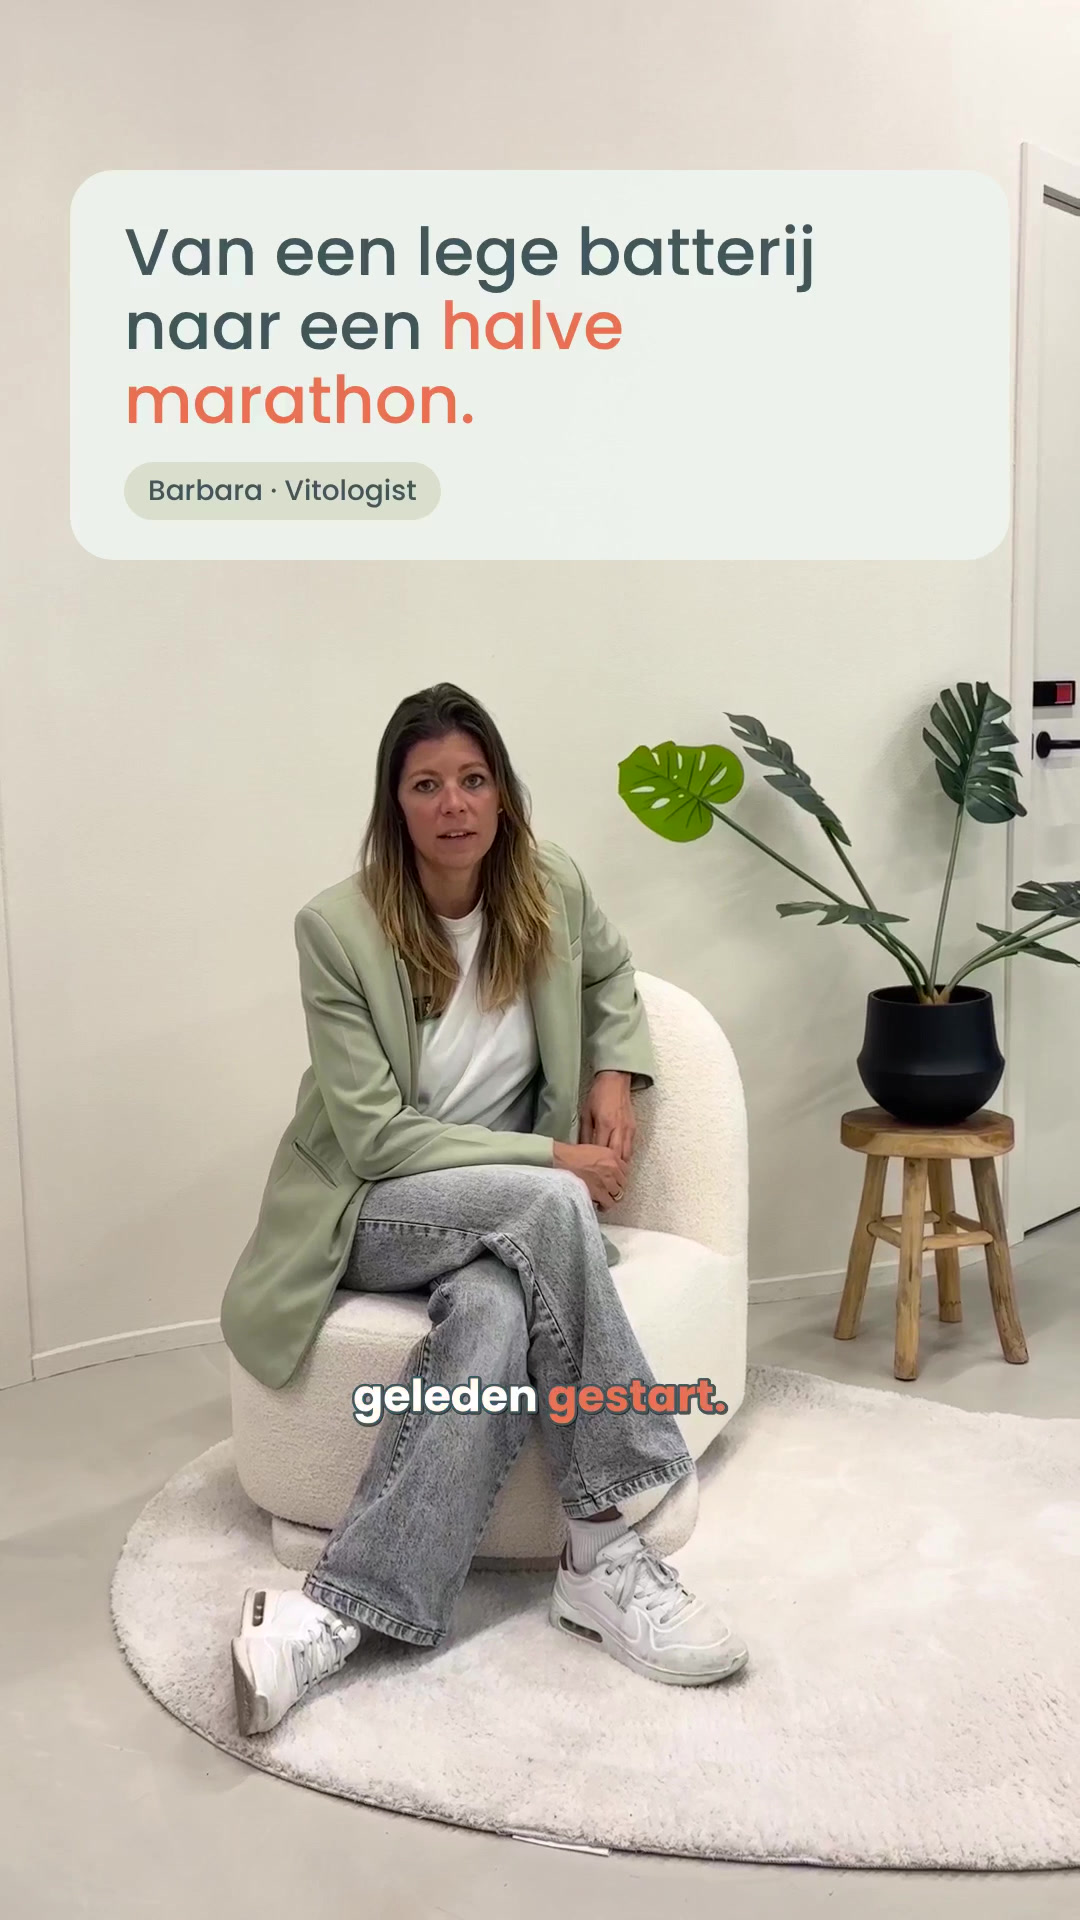 Van een lege batterij
naar een halve
marathon.
Barbara · Vitologist
geleden gestart.